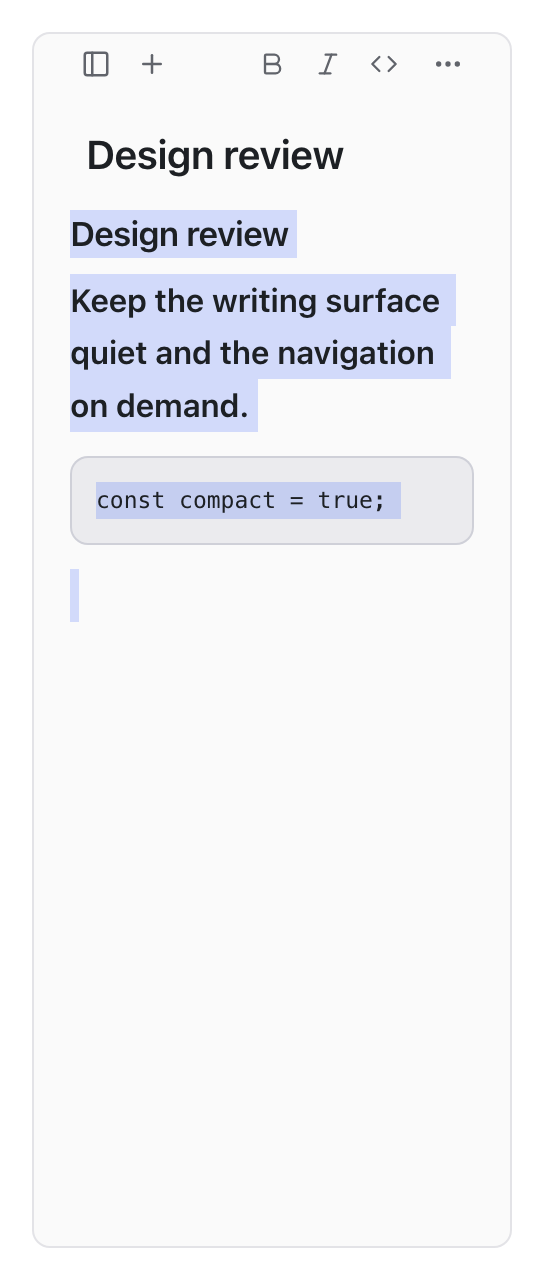 Design review
Design review
Keep the writing surface
quiet and the navigation
on demand.
const compact = true;